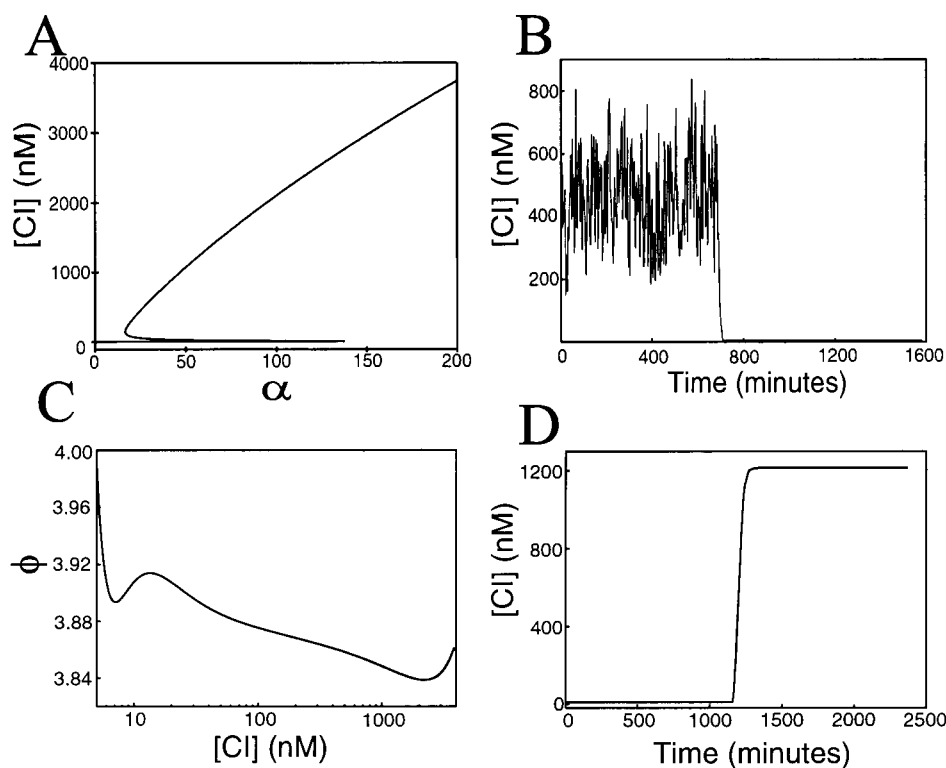 A
4000
3000
2000
1000
0
[CI] (nM)
0 50 100 150 200
α
B
800
600
400
200
[CI] (nM)
0 400 800 1200 1600
Time (minutes)
C
4.00
3.96
3.92
3.88
3.84
ϕ
10 100 1000
[CI] (nM)
D
1200
800
400
0
[CI] (nM)
0 500 1000 1500 2000 2500
Time (minutes)